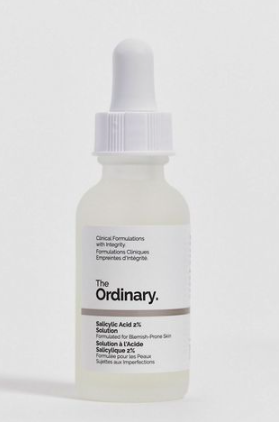 Clinical Formulations
with Integrity.
Formulations Cliniques
Empreintes d'Intégrité.
The
Ordinary.
Salicylic Acid 2%
Solution
Formulated for Blemish-Prone Skin
Solution à l'Acide
Salicylique 2%
Formulée pour les Peaux
Sujettes aux Imperfections